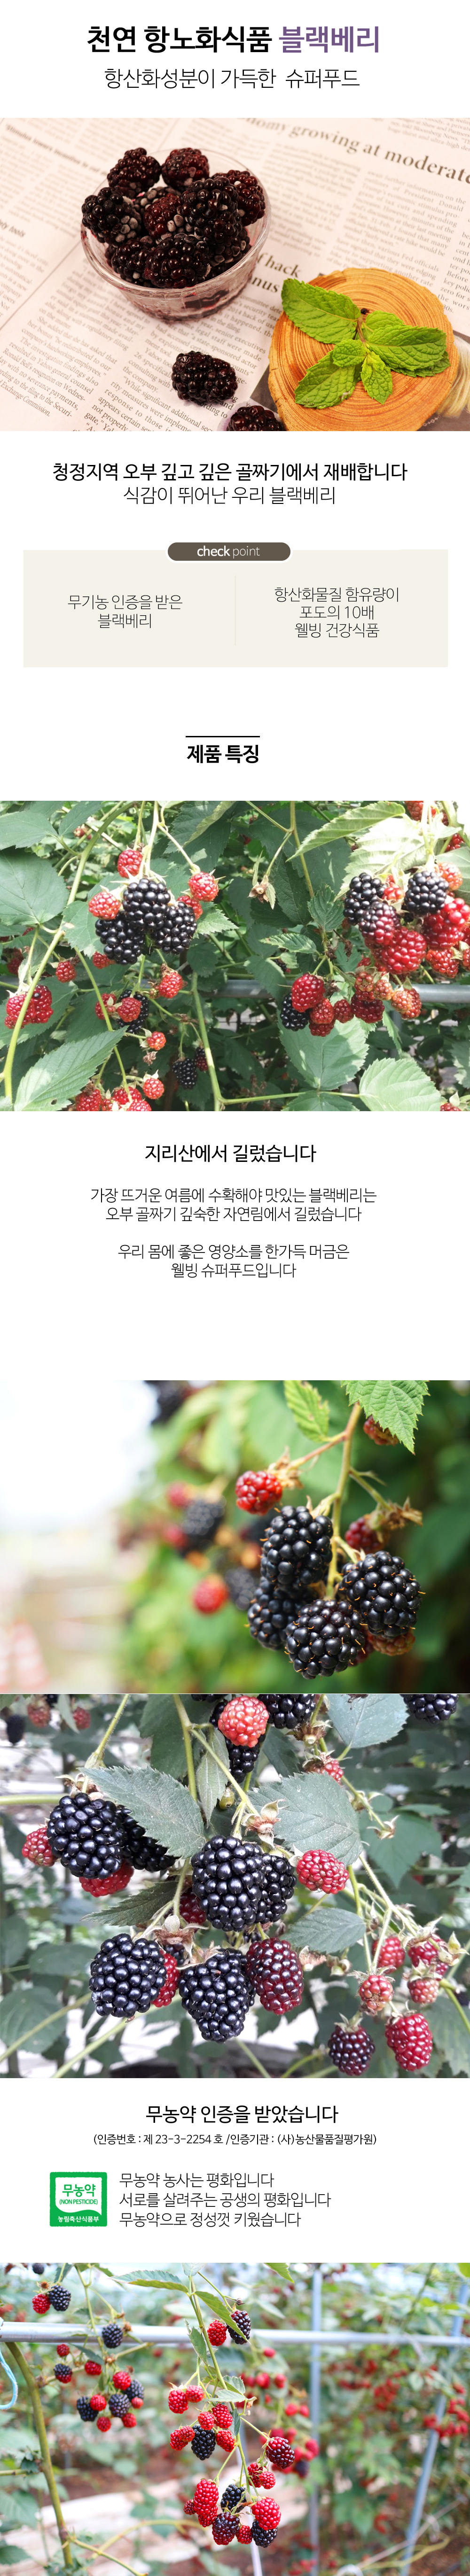 천연 항노화식품 블랙베리
항산화성분이 가득한 슈퍼푸드
homy growing at moderate
청정지역 오부 깊고 깊은 골짜기에서 재배합니다
식감이 뛰어난 우리 블랙베리
check point
무기농 인증을 받은
블랙베리
항산화물질 함유량이
포도의 10배
웰빙 건강식품
제품 특징
지리산에서 길렀습니다
가장 뜨거운 여름에 수확해야 맛있는 블랙베리는
오부 골짜기 깊숙한 자연림에서 길렀습니다
우리 몸에 좋은 영양소를 한가득 머금은
웰빙 슈퍼푸드입니다
무농약 인증을 받았습니다
(인증번호 : 제 23-3-2254 호 /인증기관 : (사)농산물품질평가원)
무농약
(NON PESTICIDE)
농림축산식품부
무농약 농사는 평화입니다
서로를 살려주는 공생의 평화입니다
무농약으로 정성껏 키웠습니다